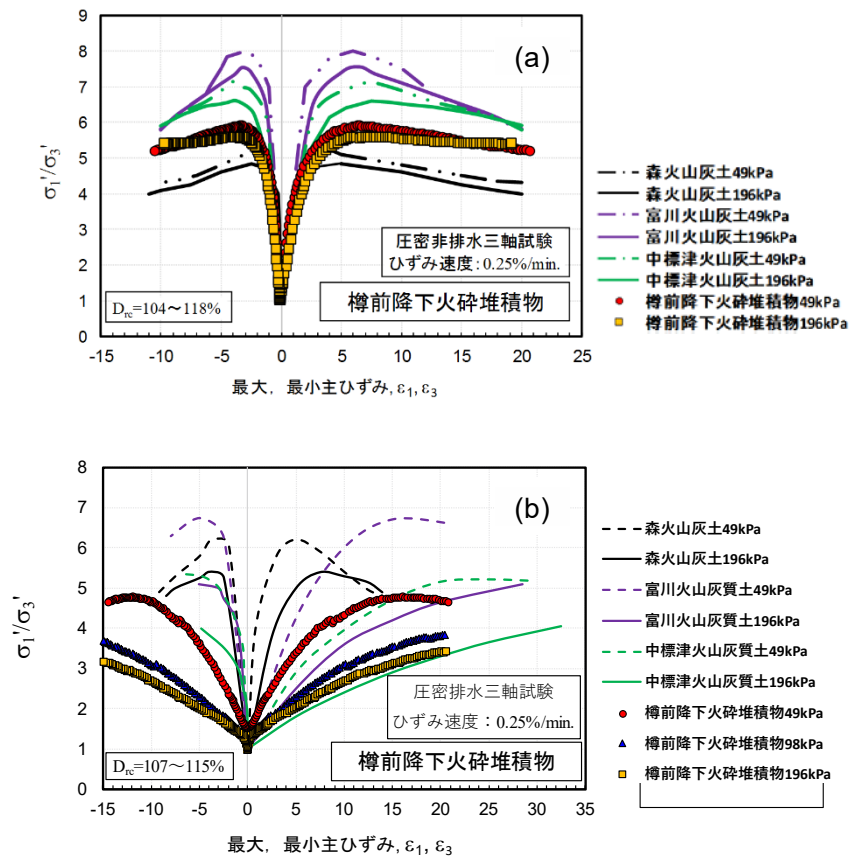 9
8
7
6
5
4
3
2
1
0
σ₁'/σ₃'
(a)
圧密非排水三軸試験
ひずみ速度:0.25%/min.
Drc=104～118%
樽前降下火砕堆積物
-15 -10 -5 0 5 10 15 20 25
最大, 最小主ひずみ, ε₁, ε₃
森火山灰土49kPa
森火山灰土196kPa
富川火山灰土49kPa
富川火山灰土196kPa
中標津火山灰土49kPa
中標津火山灰土196kPa
樽前降下火砕堆積物49kPa
樽前降下火砕堆積物196kPa
8
7
6
5
4
3
2
1
0
σ₁'/σ₃'
(b)
圧密排水三軸試験
ひずみ速度：0.25%/min.
Drc=107～115%
樽前降下火砕堆積物
-15 -10 -5 0 5 10 15 20 25 30 35
最大, 最小主ひずみ, ε₁, ε₃
森火山灰土49kPa
森火山灰土196kPa
富川火山灰質土49kPa
富川火山灰質土196kPa
中標津火山灰質土49kPa
中標津火山灰質土196kPa
樽前降下火砕堆積物49kPa
樽前降下火砕堆積物98kPa
樽前降下火砕堆積物196kPa